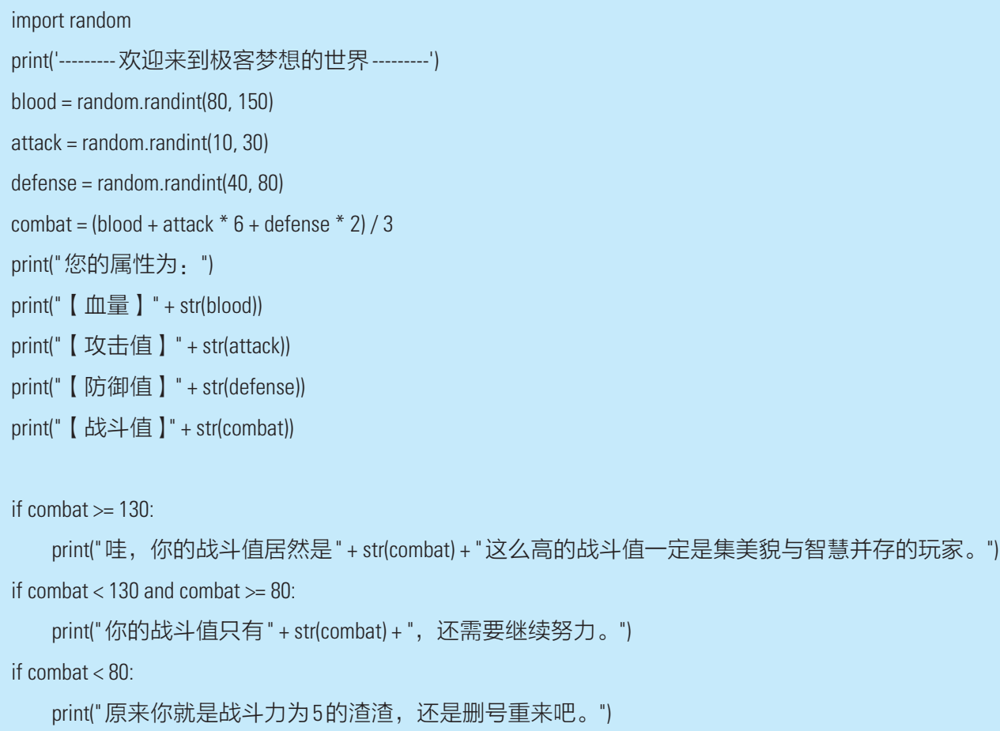 import random
print('---------欢迎来到极客梦想的世界---------')
blood = random.randint(80, 150)
attack = random.randint(10, 30)
defense = random.randint(40, 80)
combat = (blood + attack * 6 + defense * 2) / 3
print("您的属性为：")
print("【 血量 】" + str(blood))
print("【 攻击值 】" + str(attack))
print("【 防御值 】" + str(defense))
print("【 战斗值 】" + str(combat))

if combat >= 130:
    print("哇，你的战斗值居然是" + str(combat) + "这么高的战斗值一定是集美貌与智慧并存的玩家。")
if combat < 130 and combat >= 80:
    print("你的战斗值只有" + str(combat) + "，还需要继续努力。")
if combat < 80:
    print("原来你就是战斗力为5的渣渣，还是删号重来吧。")